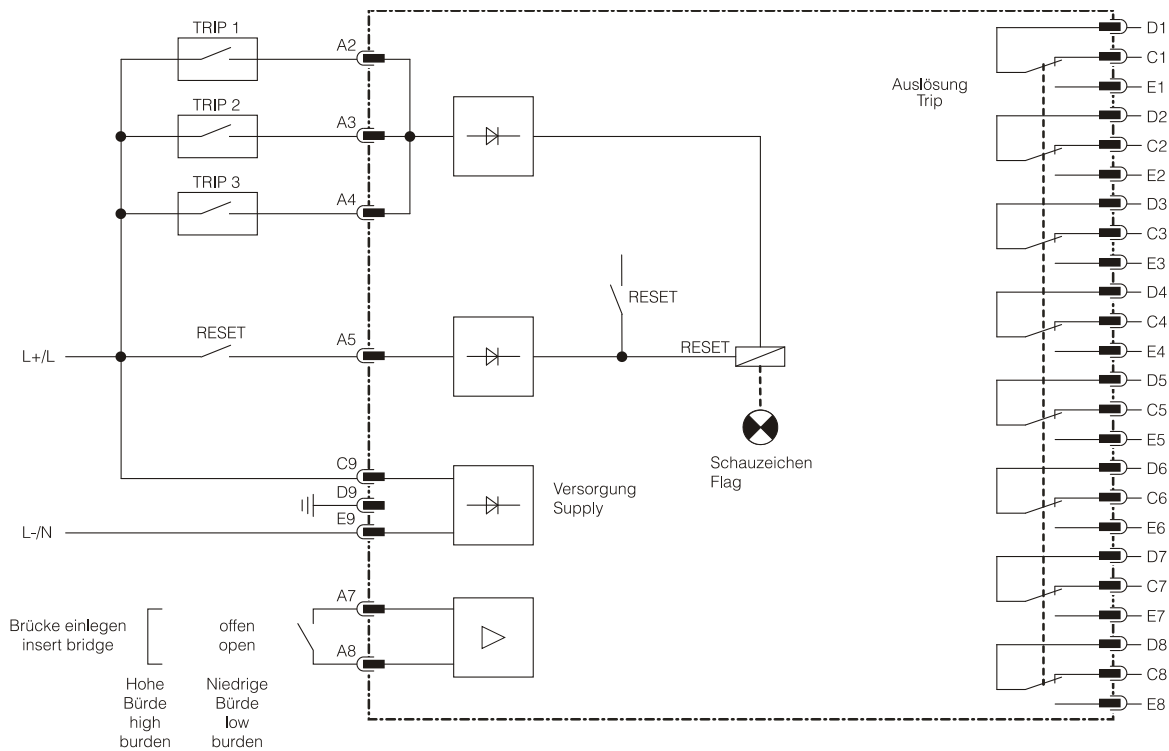 TRIP 1
A2
TRIP 2
A3
TRIP 3
A4
RESET
L+/L
RESET
A5
RESET
Schauzeichen
Flag
C9
D9
E9
Versorgung
Supply
L-/N
A7
A8
Brücke einlegen
insert bridge
offen
open
Hohe
Bürde
high
burden
Niedrige
Bürde
low
burden
Auslösung
Trip
D1
C1
E1
D2
C2
E2
D3
C3
E3
D4
C4
E4
D5
C5
E5
D6
C6
E6
D7
C7
E7
D8
C8
E8